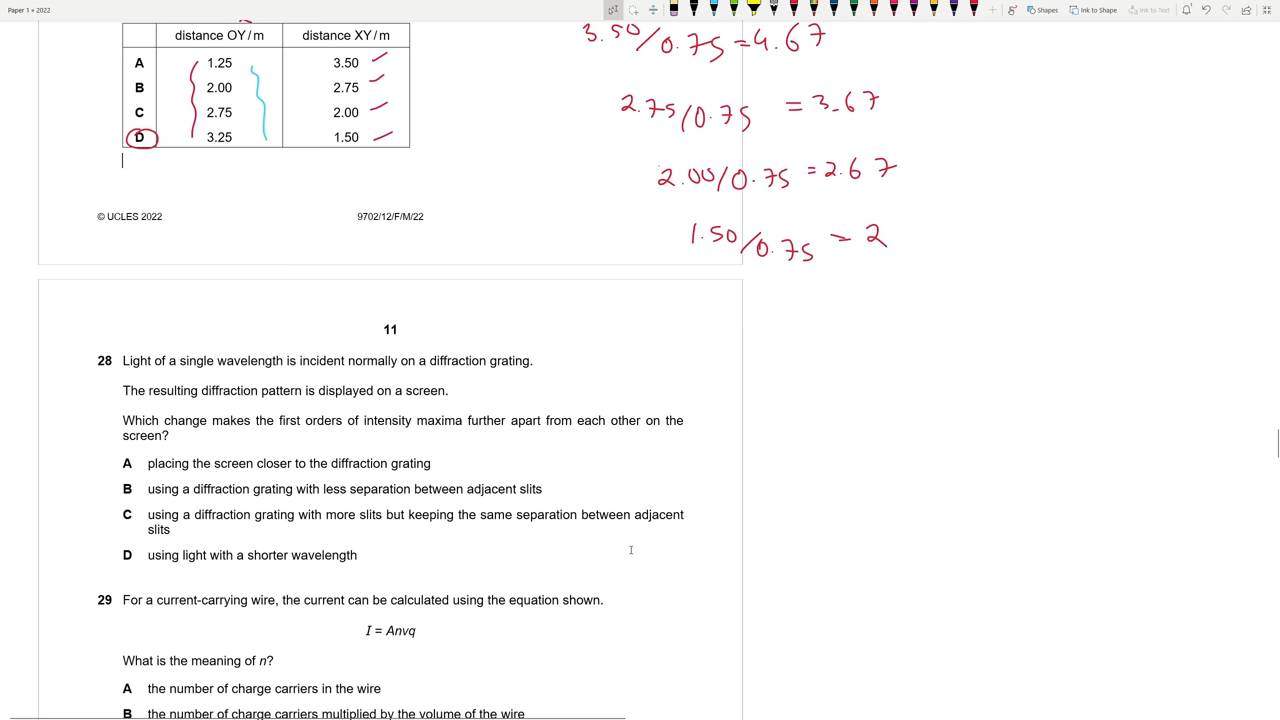 Paper 1 » 2022
Shapes
Ink to Shape
Ink to Text
distance OY / m distance XY / m
A 1.25 3.50
B 2.00 2.75
C 2.75 2.00
D 3.25 1.50
3.50/0.75 = 4.67
2.75/0.75 = 3.67
2.00/0.75 = 2.67
1.50/0.75 = 2
© UCLES 2022 9702/12/F/M/22
11
28 Light of a single wavelength is incident normally on a diffraction grating.
The resulting diffraction pattern is displayed on a screen.
Which change makes the first orders of intensity maxima further apart from each other on the
screen?
A placing the screen closer to the diffraction grating
B using a diffraction grating with less separation between adjacent slits
C using a diffraction grating with more slits but keeping the same separation between adjacent
slits
D using light with a shorter wavelength
29 For a current-carrying wire, the current can be calculated using the equation shown.
I = Anvq
What is the meaning of n?
A the number of charge carriers in the wire
B the number of charge carriers multiplied by the volume of the wire